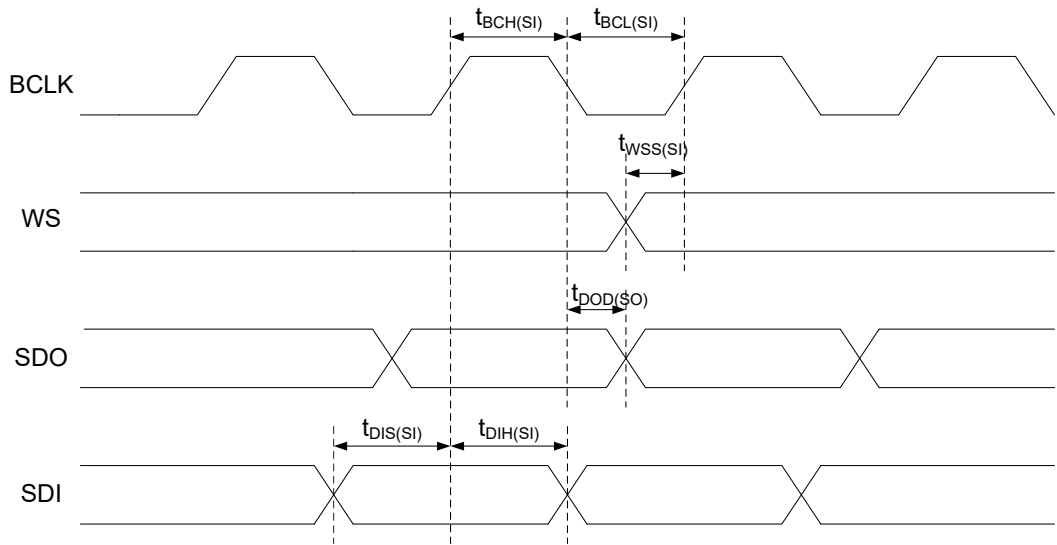 tBCH(SI) tBCL(SI)
BCLK
tWSS(SI)
WS
tDOD(SO)
SDO
tDIS(SI) tDIH(SI)
SDI